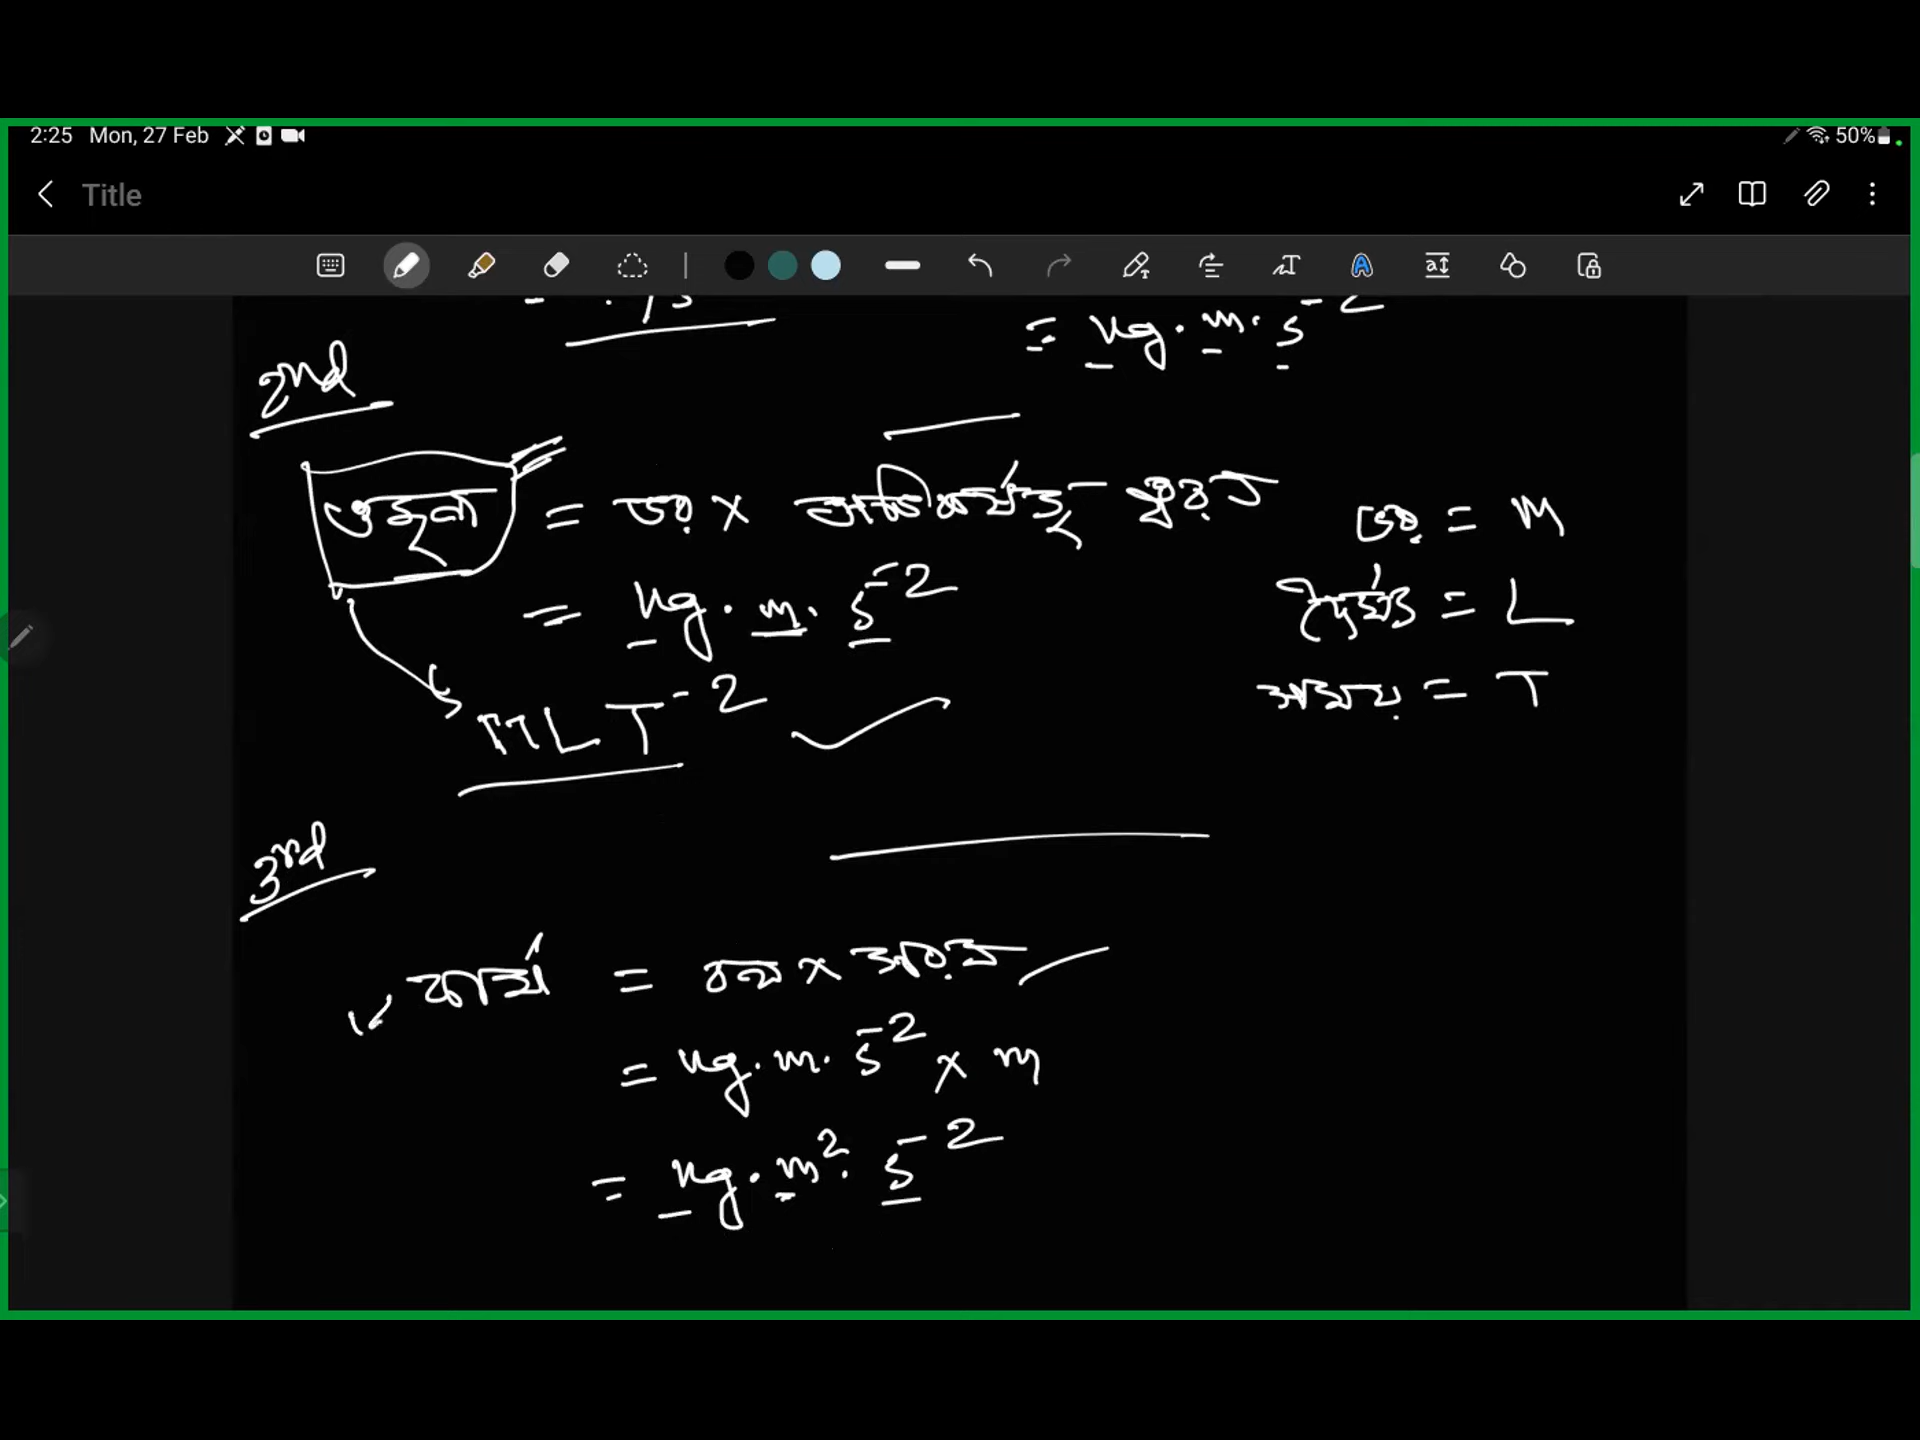 2:25 Mon, 27 Feb 50%
Title
= kg. m. s⁻²
2nd
ওজন = ভর × অভিকর্ষজ ত্বরণ
ভর = M
= kg. m. s⁻²
দৈর্ঘ্য = L
MLT⁻²
সময় = T
3rd
কার্য = বল × সরণ
= kg. m. s⁻² × m
= kg. m². s⁻²